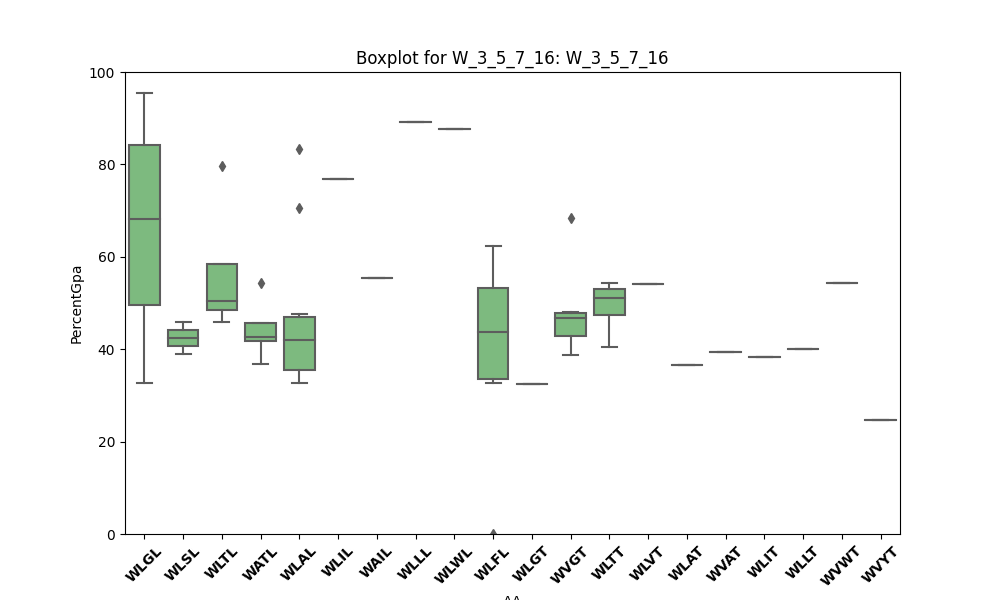 Boxplot for W_3_5_7_16: W_3_5_7_16
100
80
60
40
20
0
PercentGpa
WLGL
WLSL
WLTL
WATL
WLAL
WLIL
WAIL
WLLL
WLWL
WLFL
WLGT
WVGT
WLTT
WLVT
WLAT
WVAT
WLIT
WLLT
WVWT
WVYT
AA